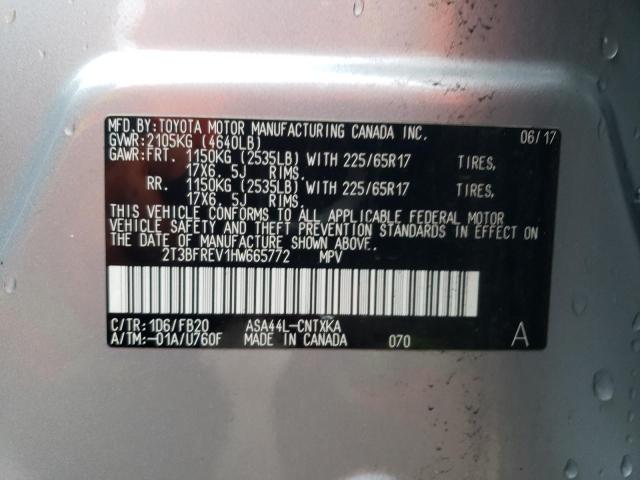 MFD.BY:TOYOTA MOTOR MANUFACTURING CANADA INC. 06/17
GVWR:2105KG (4640LB)
GAWR:FRT. 1150KG (2535LB) WITH 225/65R17 TIRES,
17X6. 5J RIMS.
RR. 1150KG (2535LB) WITH 225/65R17 TIRES,
17X6. 5J RIMS.
THIS VEHICLE CONFORMS TO ALL APPLICABLE FEDERAL MOTOR
VEHICLE SAFETY AND THEFT PREVENTION STANDARDS IN EFFECT ON
THE DATE OF MANUFACTURE SHOWN ABOVE.
2T3BFREV1HW665772 MPV
C/TR:1D6/FB20 ASA44L-CNTXKA
A/TM:-01A/U760F MADE IN CANADA 070 A